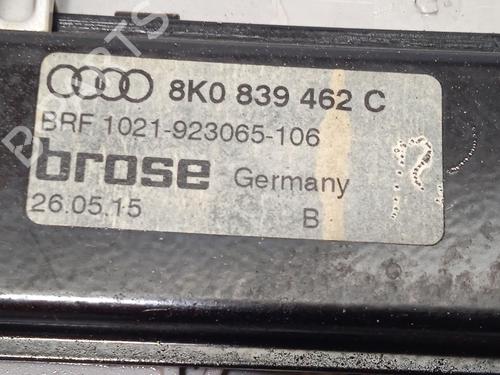 8K0 839 462 C
BRF 1021-923065-106
brose Germany
26.05.15 B